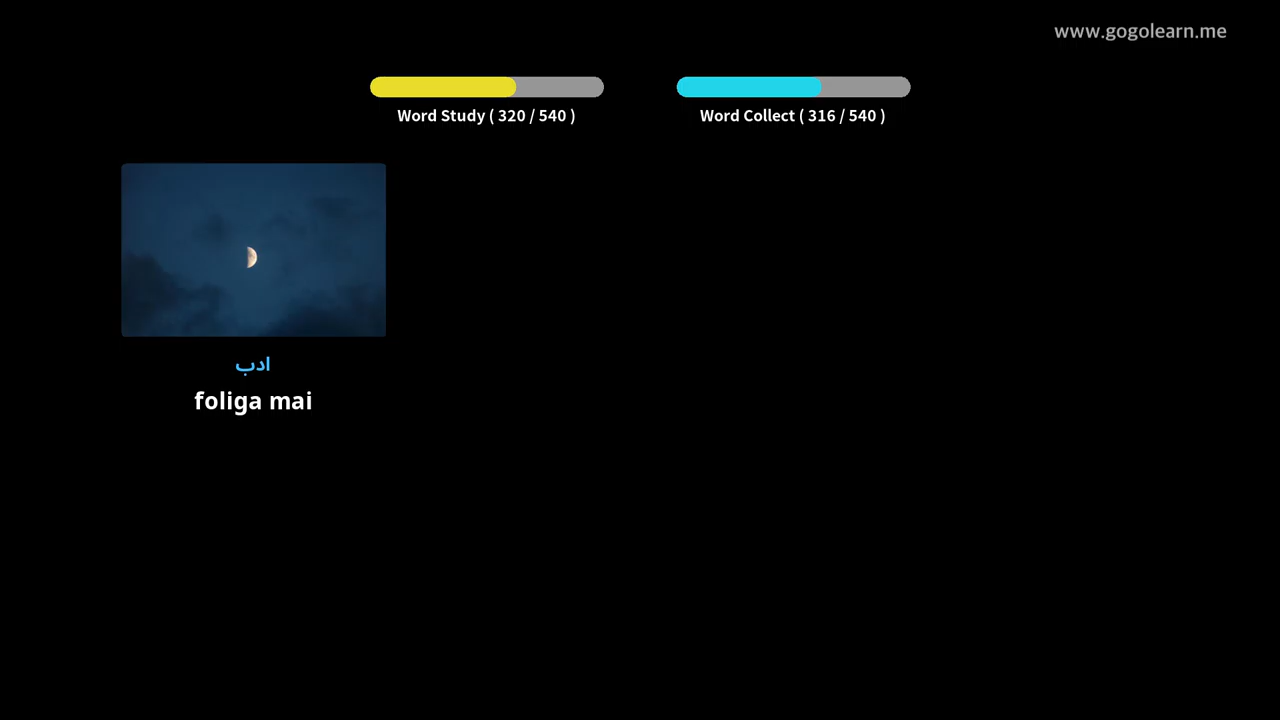 www.gogolearn.me
Word Study ( 320 / 540 )
Word Collect ( 316 / 540 )
ادب
foliga mai